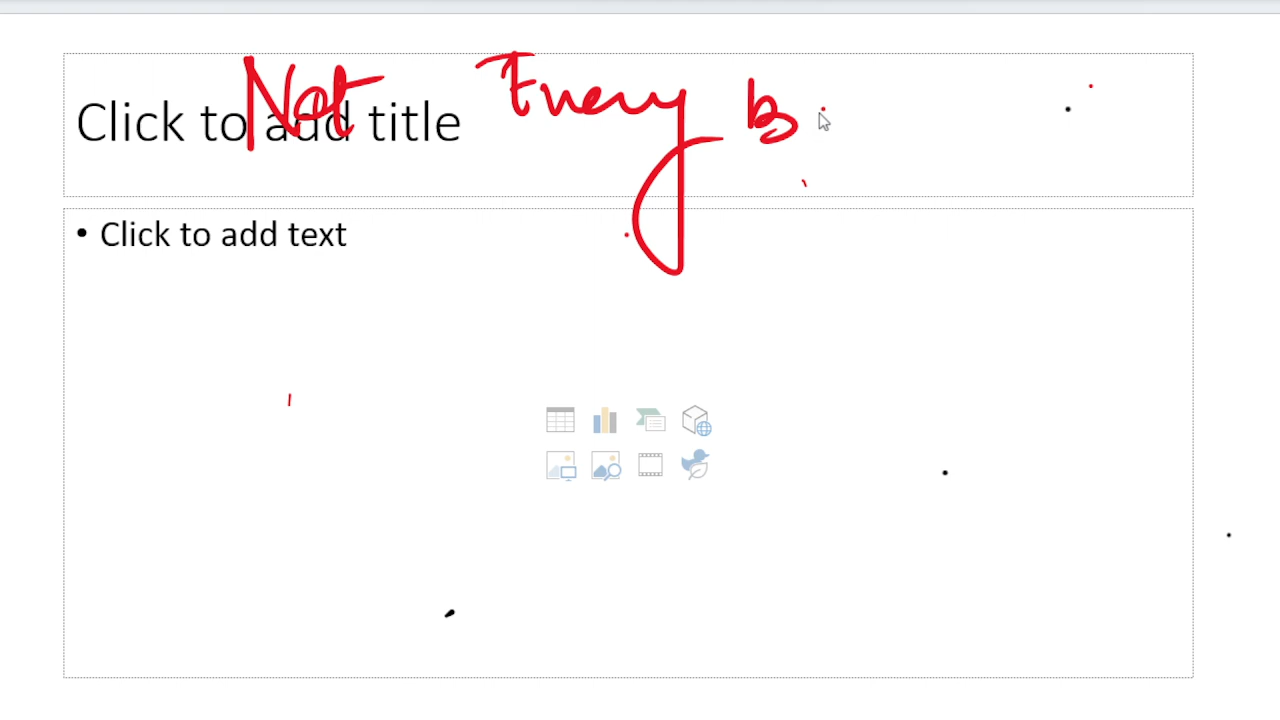 Not Every b
Click to add title
• Click to add text